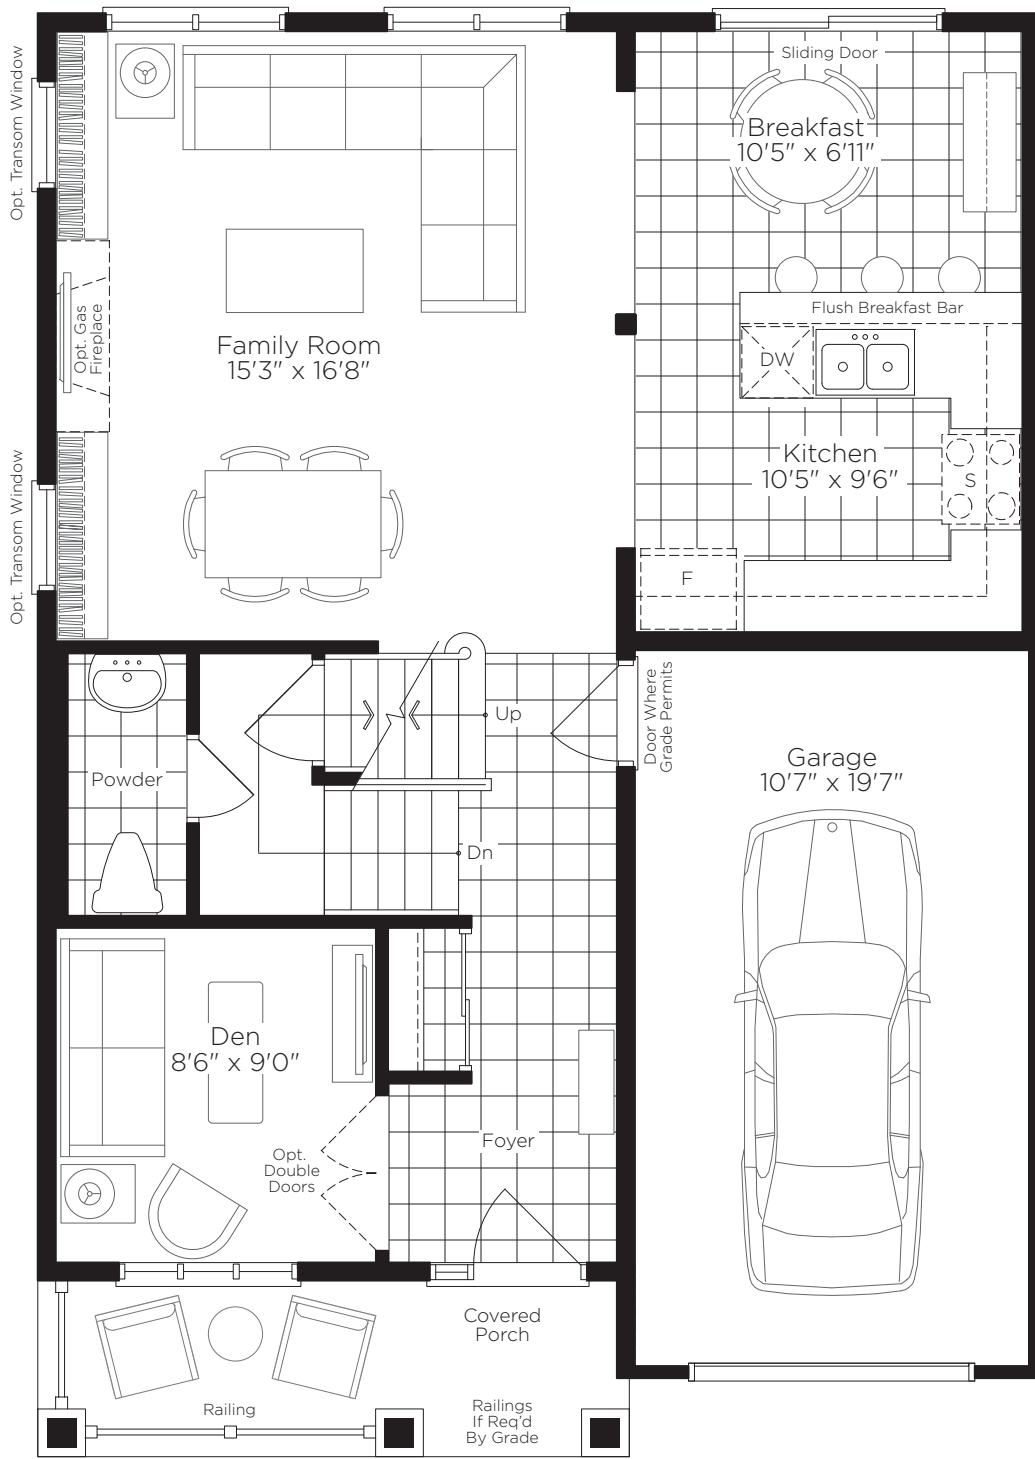 Sliding Door
Opt. Transom Window
Breakfast
10'5" x 6'11"
Flush Breakfast Bar
Opt. Gas
Fireplace
Family Room
15'3" x 16'8"
DW
Kitchen
10'5" x 9'6"
S
Opt. Transom Window
F
Door Where
Grade Permits
Up
Powder
Garage
10'7" x 19'7"
Dn
Den
8'6" x 9'0"
Foyer
Opt.
Double
Doors
Covered
Porch
Railing
Railings
If Req'd
By Grade